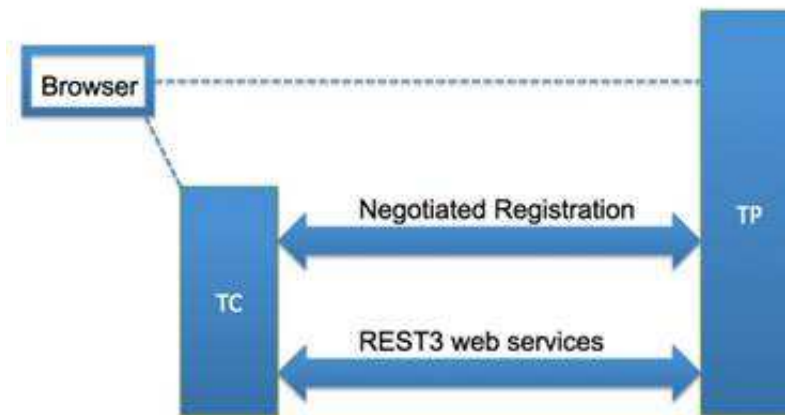 Browser
Negotiated Registration
TP
TC
REST3 web services